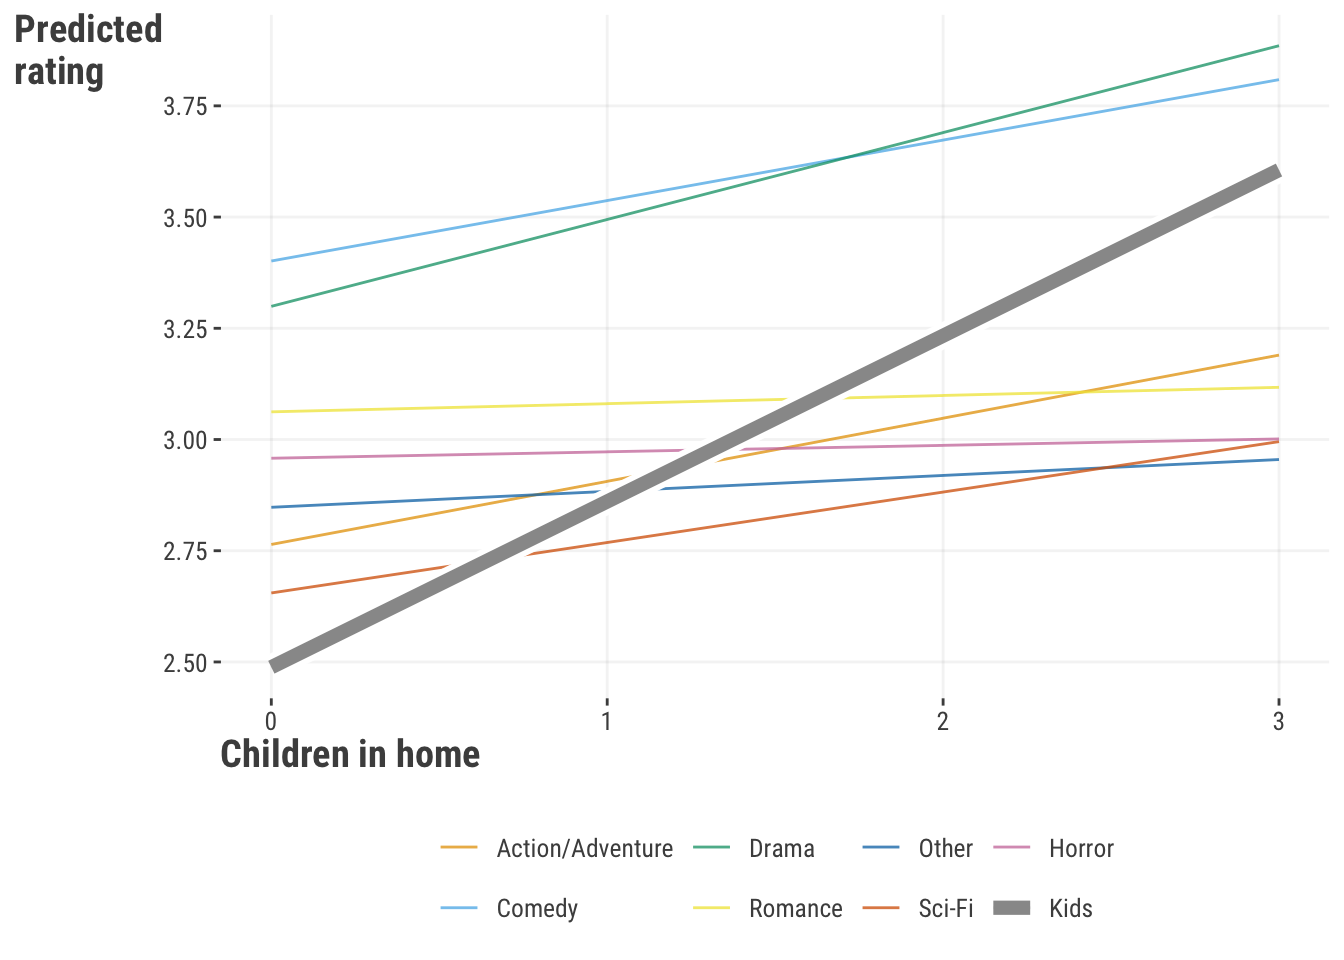 Predicted
rating
3.75
3.50
3.25
3.00
2.75
2.50
0 1 2 3
Children in home
Action/Adventure Drama Other Horror
Comedy Romance Sci-Fi Kids